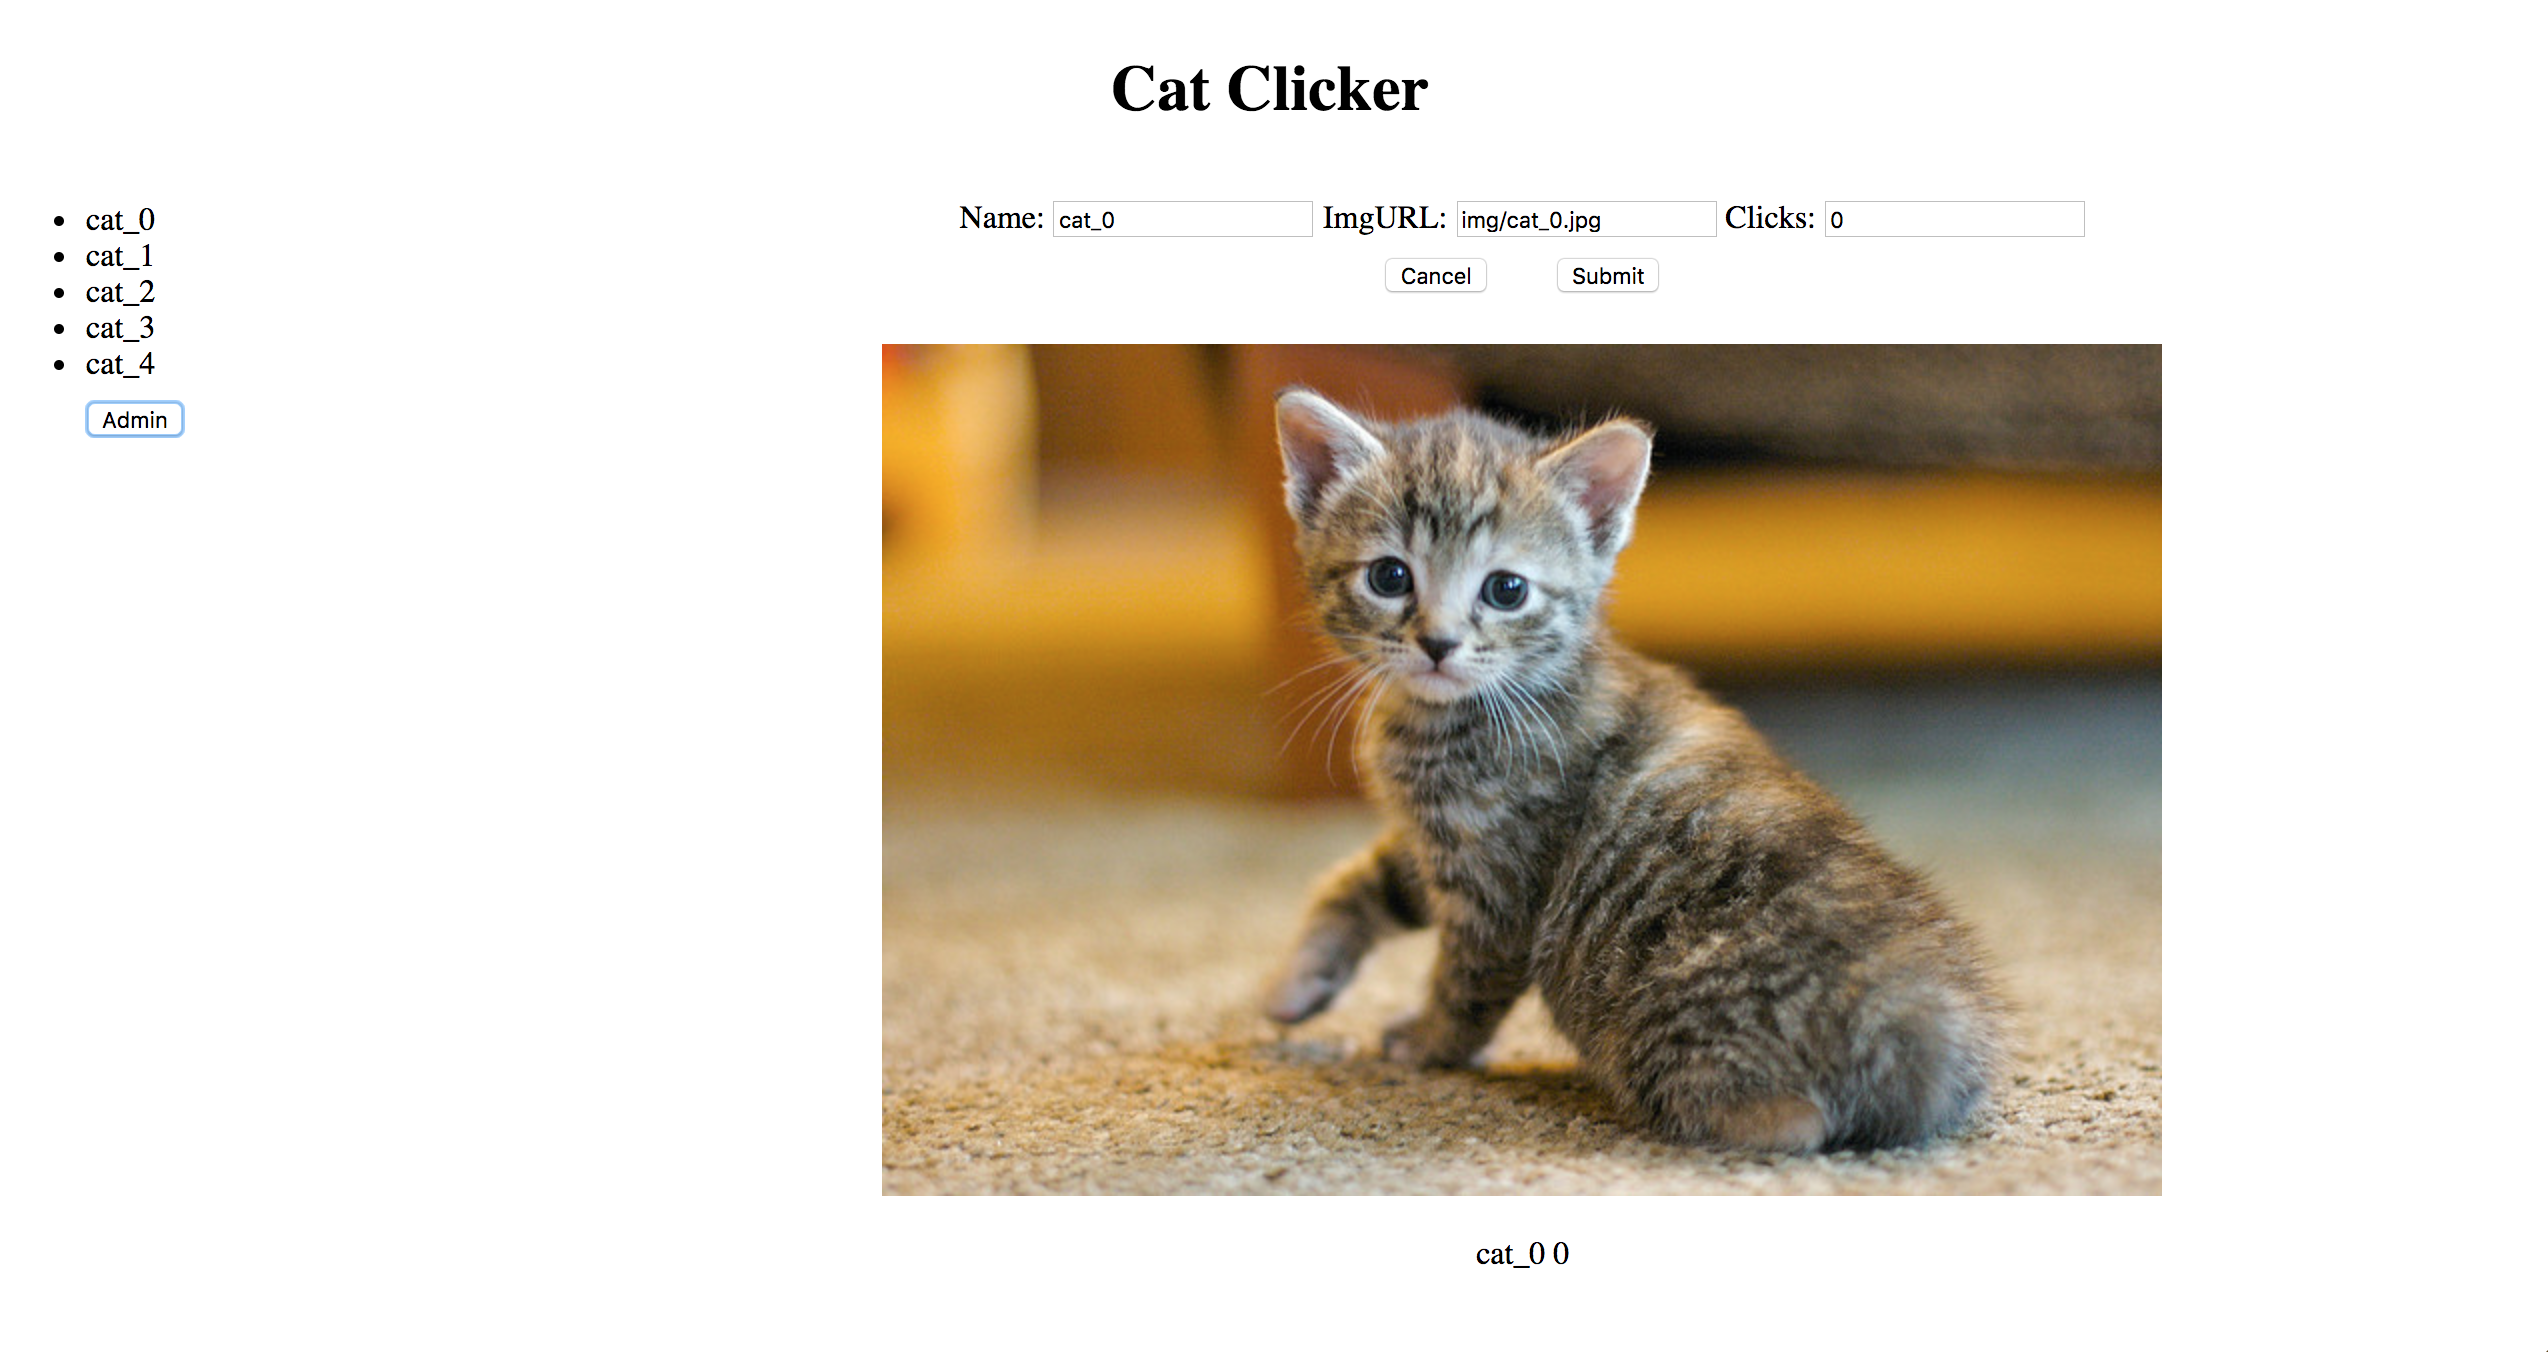 Cat Clicker
cat_0
cat_1
cat_2
cat_3
cat_4
Admin
Name: cat_0 ImgURL: img/cat_0.jpg Clicks: 0
Cancel Submit
cat_0 0